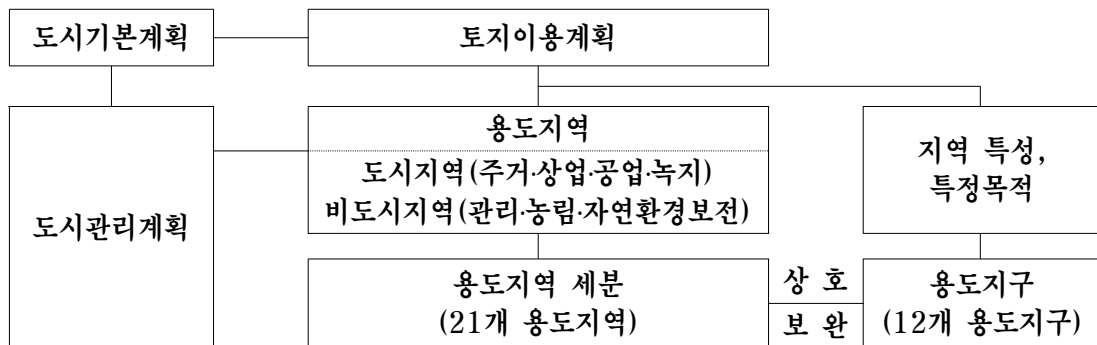 도시기본계획
토지이용계획
용도지역
도시지역(주거·상업·공업·녹지)
비도시지역(관리·농림·자연환경보전)
지역 특성,
특정목적
도시관리계획
용도지역 세분
(21개 용도지역)
상 호
보 완
용도지구
(12개 용도지구)